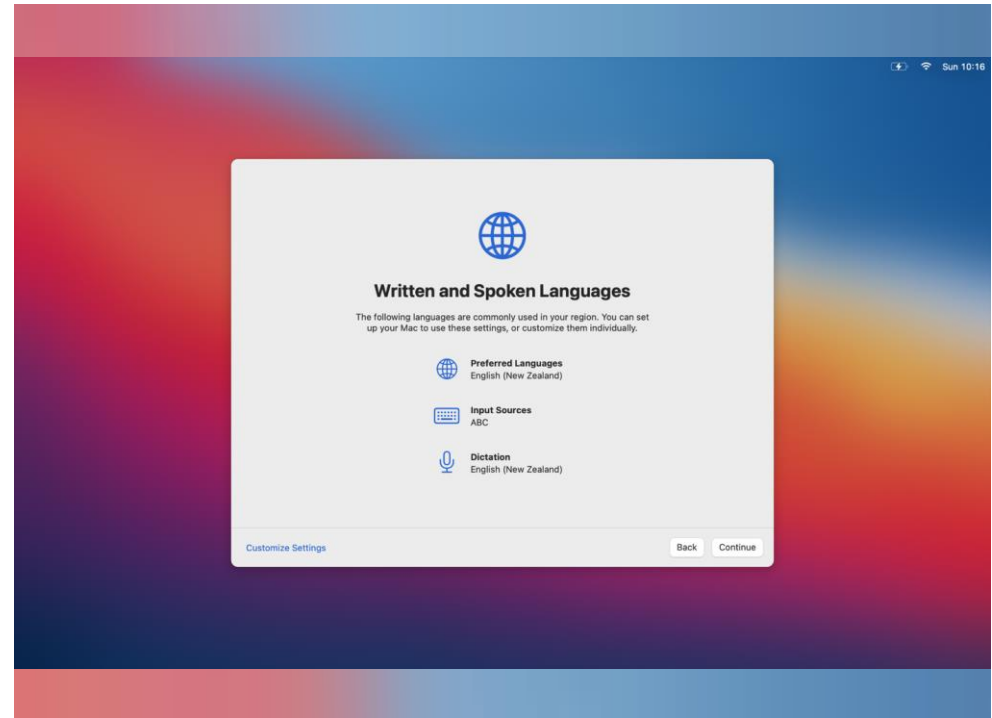 Sun 10:16
Written and Spoken Languages
The following languages are commonly used in your region. You can set
up your Mac to use these settings, or customize them individually.
Preferred Languages
English (New Zealand)
Input Sources
ABC
Dictation
English (New Zealand)
Customize Settings
Back
Continue